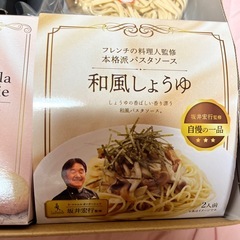 フレンチの料理人監修
本格派パスタソース
和風しょうゆ
しょうゆの香ばしい香り漂う
和風パスタソース。
坂井宏行監修
自慢の一品
★★★
坂井宏行監修
2人前
da